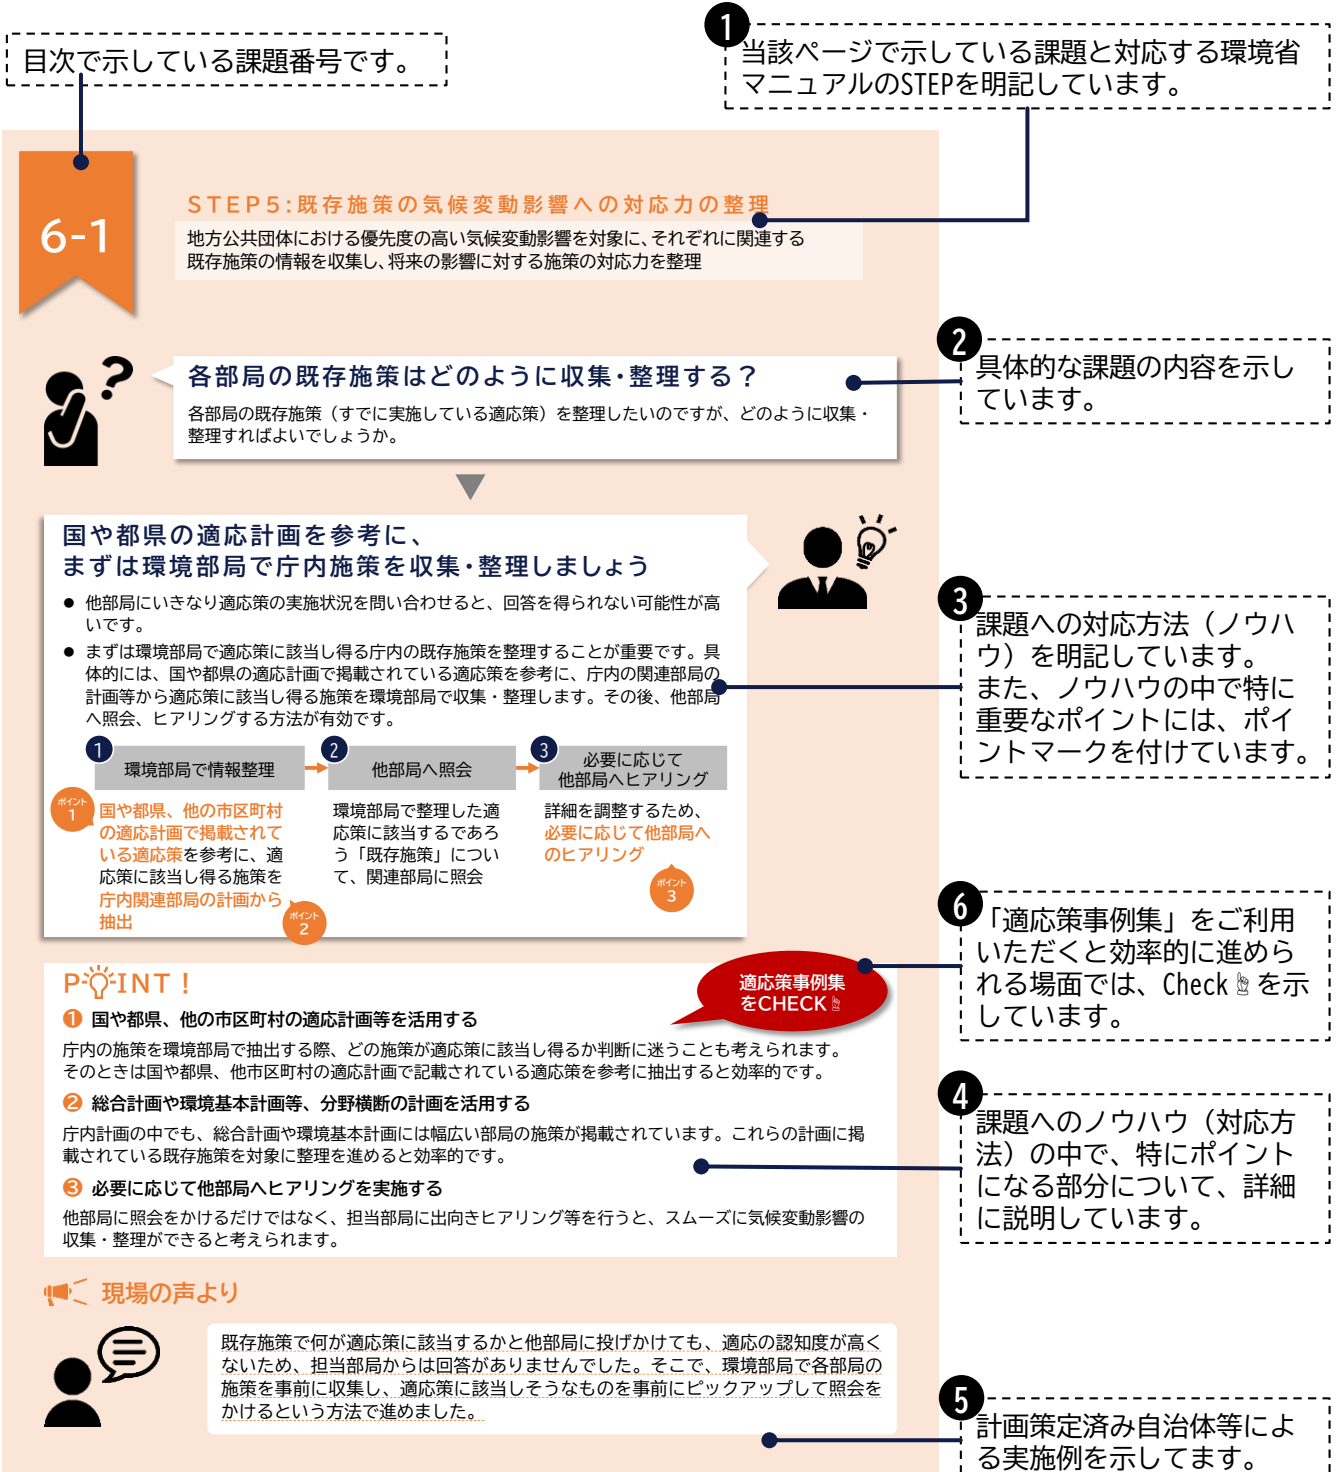 目次で示している課題番号です。
1
当該ページで示している課題と対応する環境省
マニュアルのSTEPを明記しています。
6-1
STEP5:既存施策の気候変動影響への対応力の整理
地方公共団体における優先度の高い気候変動影響を対象に、それぞれに関連する
既存施策の情報を収集し、将来の影響に対する施策の対応力を整理
?
各部局の既存施策はどのように収集・整理する？
各部局の既存施策（すでに実施している適応策）を整理したいのですが、どのように収集・
整理すればよいでしょうか。
2
具体的な課題の内容を示し
ています。
国や都県の適応計画を参考に、
まずは環境部局で庁内施策を収集・整理しましょう
● 他部局にいきなり適応策の実施状況を問い合わせると、回答を得られない可能性が高
いです。
● まずは環境部局で適応策に該当し得る庁内の既存施策を整理することが重要です。具
体的には、国や都県の適応計画で掲載されている適応策を参考に、庁内の関連部局の
計画等から適応策に該当し得る施策を環境部局で収集・整理します。その後、他部局
へ照会、ヒアリングする方法が有効です。
3
課題への対応方法（ノウハ
ウ）を明記しています。
また、ノウハウの中で特に
重要なポイントには、ポイ
ントマークを付けています。
1
環境部局で情報整理
ポイント
1
国や都県、他の市区町村
の適応計画で掲載されて
いる適応策を参考に、適
応策に該当し得る施策を
庁内関連部局の計画から
抽出
ポイント
2
2
他部局へ照会
環境部局で整理した適
応策に該当するであろ
う「既存施策」につい
て、関連部局に照会
3
必要に応じて
他部局へヒアリング
詳細を調整するため、
必要に応じて他部局へ
のヒアリング
ポイント
3
6
「適応策事例集」をご利用
いただくと効率的に進めら
れる場面では、Check☝を示
しています。
POINT！
適応策事例集
をCHECK☝
❶ 国や都県、他の市区町村の適応計画等を活用する
庁内の施策を環境部局で抽出する際、どの施策が適応策に該当し得るか判断に迷うことも考えられます。
そのときは国や都県、他市区町村の適応計画で記載されている適応策を参考に抽出すると効率的です。
❷ 総合計画や環境基本計画等、分野横断の計画を活用する
庁内計画の中でも、総合計画や環境基本計画には幅広い部局の施策が掲載されています。これらの計画に掲
載されている既存施策を対象に整理を進めると効率的です。
❸ 必要に応じて他部局へヒアリングを実施する
他部局に照会をかけるだけではなく、担当部局に出向きヒアリング等を行うと、スムーズに気候変動影響の
収集・整理ができると考えられます。
4
課題へのノウハウ（対応方
法）の中で、特にポイント
になる部分について、詳細
に説明しています。
現場の声より
既存施策で何が適応策に該当するかと他部局に投げかけても、適応の認知度が高く
ないため、担当部局からは回答がありませんでした。そこで、環境部局で各部局の
施策を事前に収集し、適応策に該当しそうなものを事前にピックアップして照会を
かけるという方法で進めました。
5
計画策定済み自治体等によ
る実施例を示してます。